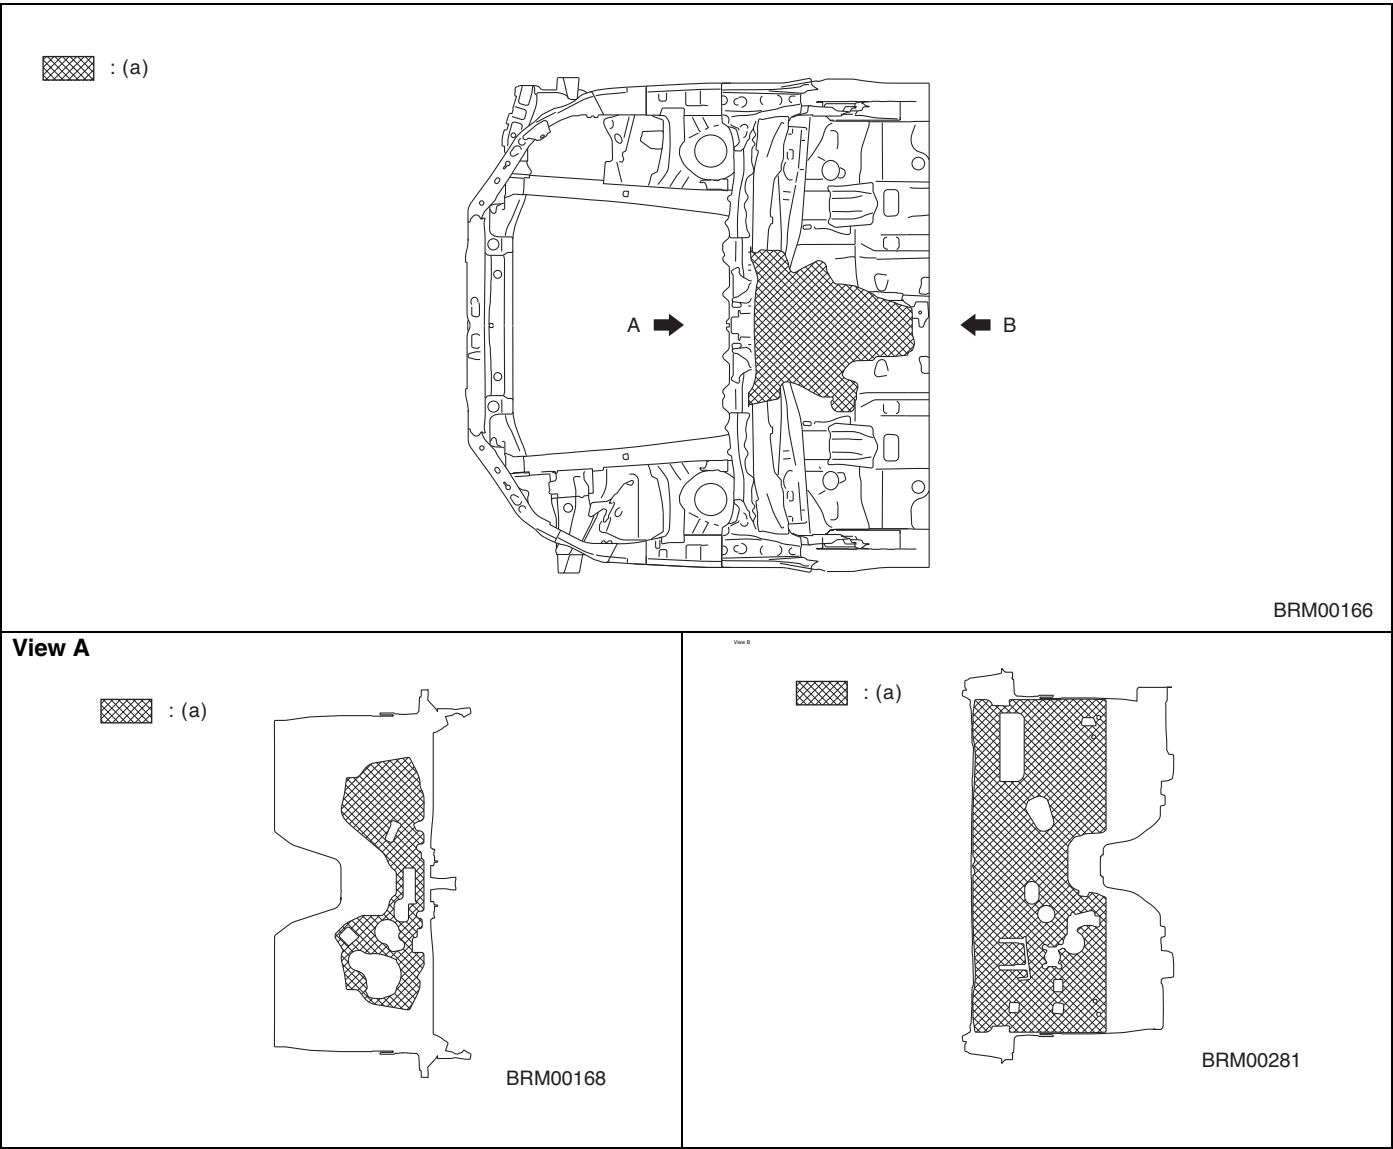 : (a)
A
B
BRM00166
View A
: (a)
BRM00168
View B
: (a)
BRM00281